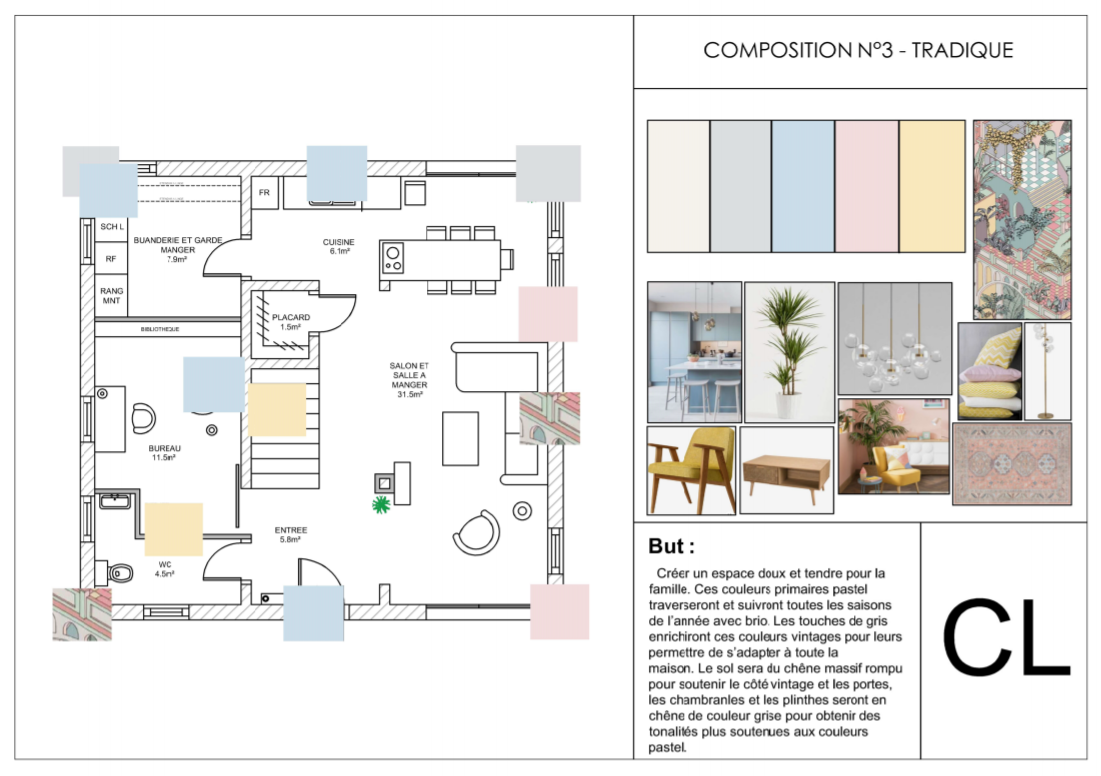 COMPOSITION N°3 - TRADIQUE
FR
SCH L
BUANDERIE ET GARDE
MANGER
7.9m²
CUISINE
6.1m²
RF
RANG
MNT
PLACARD
1.5m²
BIBLIOTHEQUE
SALON ET
SALLE A
MANGER
31.5m²
BUREAU
11.5m²
ENTREE
5.8m²
WC
4.5m²
But :
Créer un espace doux et tendre pour la
famille. Ces couleurs primaires pastel
traverseront et suivront toutes les saisons
de l'année avec brio. Les touches de gris
enrichiront ces couleurs vintages pour leurs
permettre de s'adapter à toute la
maison. Le sol sera du chêne massif rompu
pour soutenir le côté vintage et les portes,
les chambranles et les plinthes seront en
chêne de couleur grise pour obtenir des
tonalités plus soutenues aux couleurs
pastel.
CL